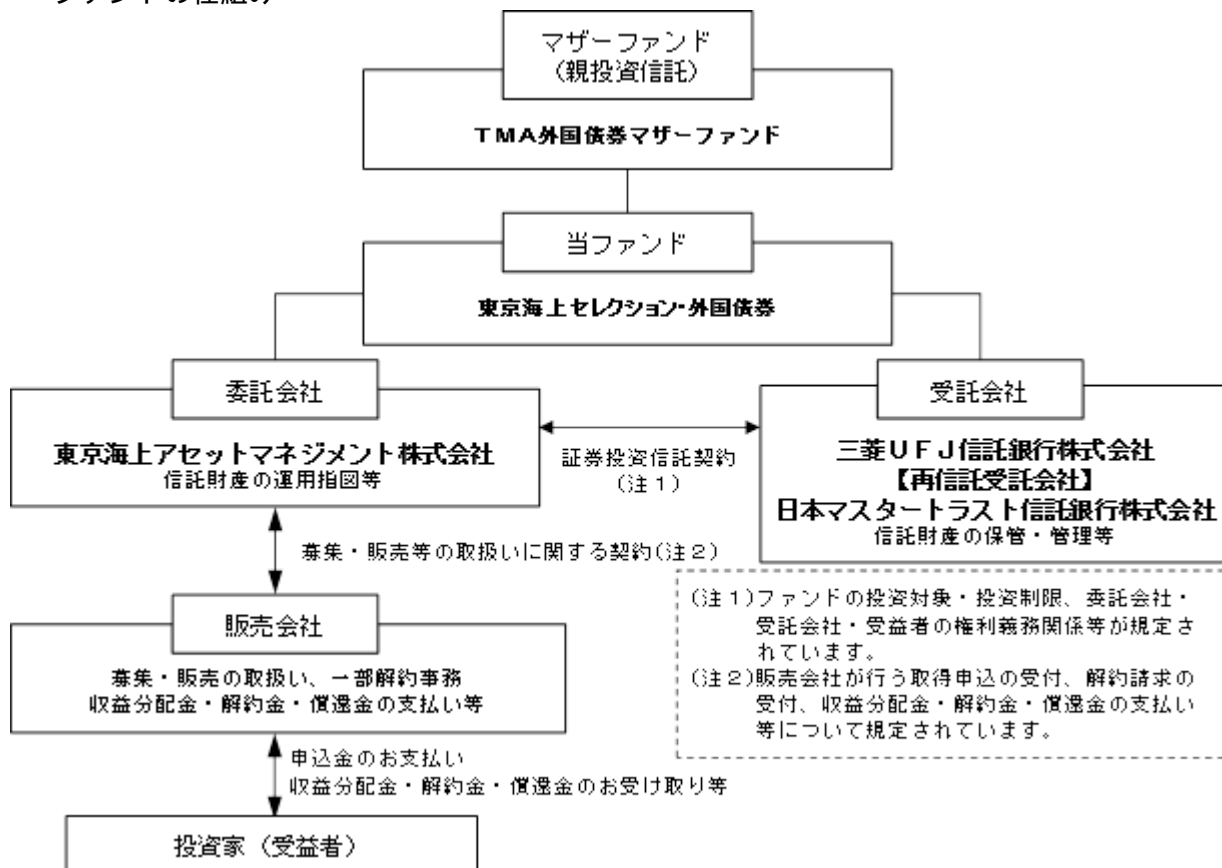 ファンドの仕組み
マザーファンド
(親投資信託)
TMA外国債券マザーファンド
当ファンド
東京海上セレクション・外国債券
委託会社
東京海上アセットマネジメント株式会社
信託財産の運用指図等
証券投資信託契約
(注1)
受託会社
三菱UFJ信託銀行株式会社
【再信託受託会社】
日本マスタートラスト信託銀行株式会社
信託財産の保管・管理等
募集・販売等の取扱いに関する契約(注2)
(注1)ファンドの投資対象・投資制限、委託会社・
受託会社・受益者の権利義務関係等が規定さ
れています。
(注2)販売会社が行う取得申込の受付、解約請求の
受付、収益分配金・解約金・償還金の支払い
等について規定されています。
販売会社
募集・販売の取扱い、一部解約事務
収益分配金・解約金・償還金の支払い等
申込金のお支払い
収益分配金・解約金・償還金のお受け取り等
投資家(受益者)